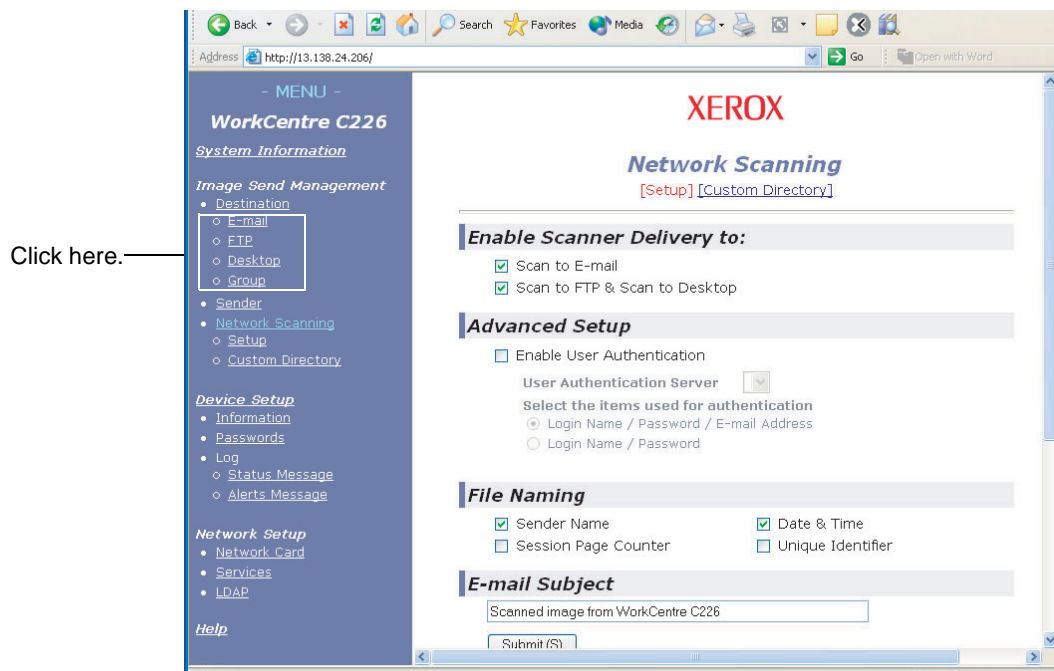 Back Search Favorites Media
Address http://13.138.24.206/ Go Open with Word
Click here.
- MENU -
WorkCentre C226
System Information
Image Send Management
Destination
E-mail
FTP
Desktop
Group
Sender
Network Scanning
Setup
Custom Directory
Device Setup
Information
Passwords
Log
Status Message
Alerts Message
Network Setup
Network Card
Services
LDAP
Help
XEROX
Network Scanning
[Setup] [Custom Directory]
Enable Scanner Delivery to:
Scan to E-mail
Scan to FTP & Scan to Desktop
Advanced Setup
Enable User Authentication
User Authentication Server
Select the items used for authentication
Login Name / Password / E-mail Address
Login Name / Password
File Naming
Sender Name Date & Time
Session Page Counter Unique Identifier
E-mail Subject
Scanned image from WorkCentre C226
Submit (S)